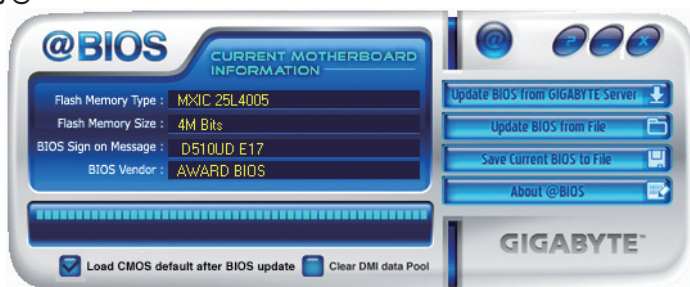 @BIOS
CURRENT MOTHERBOARD
INFORMATION
Flash Memory Type : MXIC 25L4005
Flash Memory Size : 4M Bits
BIOS Sign on Message : D510UD E17
BIOS Vendor : AWARD BIOS
Load CMOS default after BIOS update Clear DMI data Pool
@ ? - x
Update BIOS from GIGABYTE Server
Update BIOS from File
Save Current BIOS to File
About @BIOS
GIGABYTE™